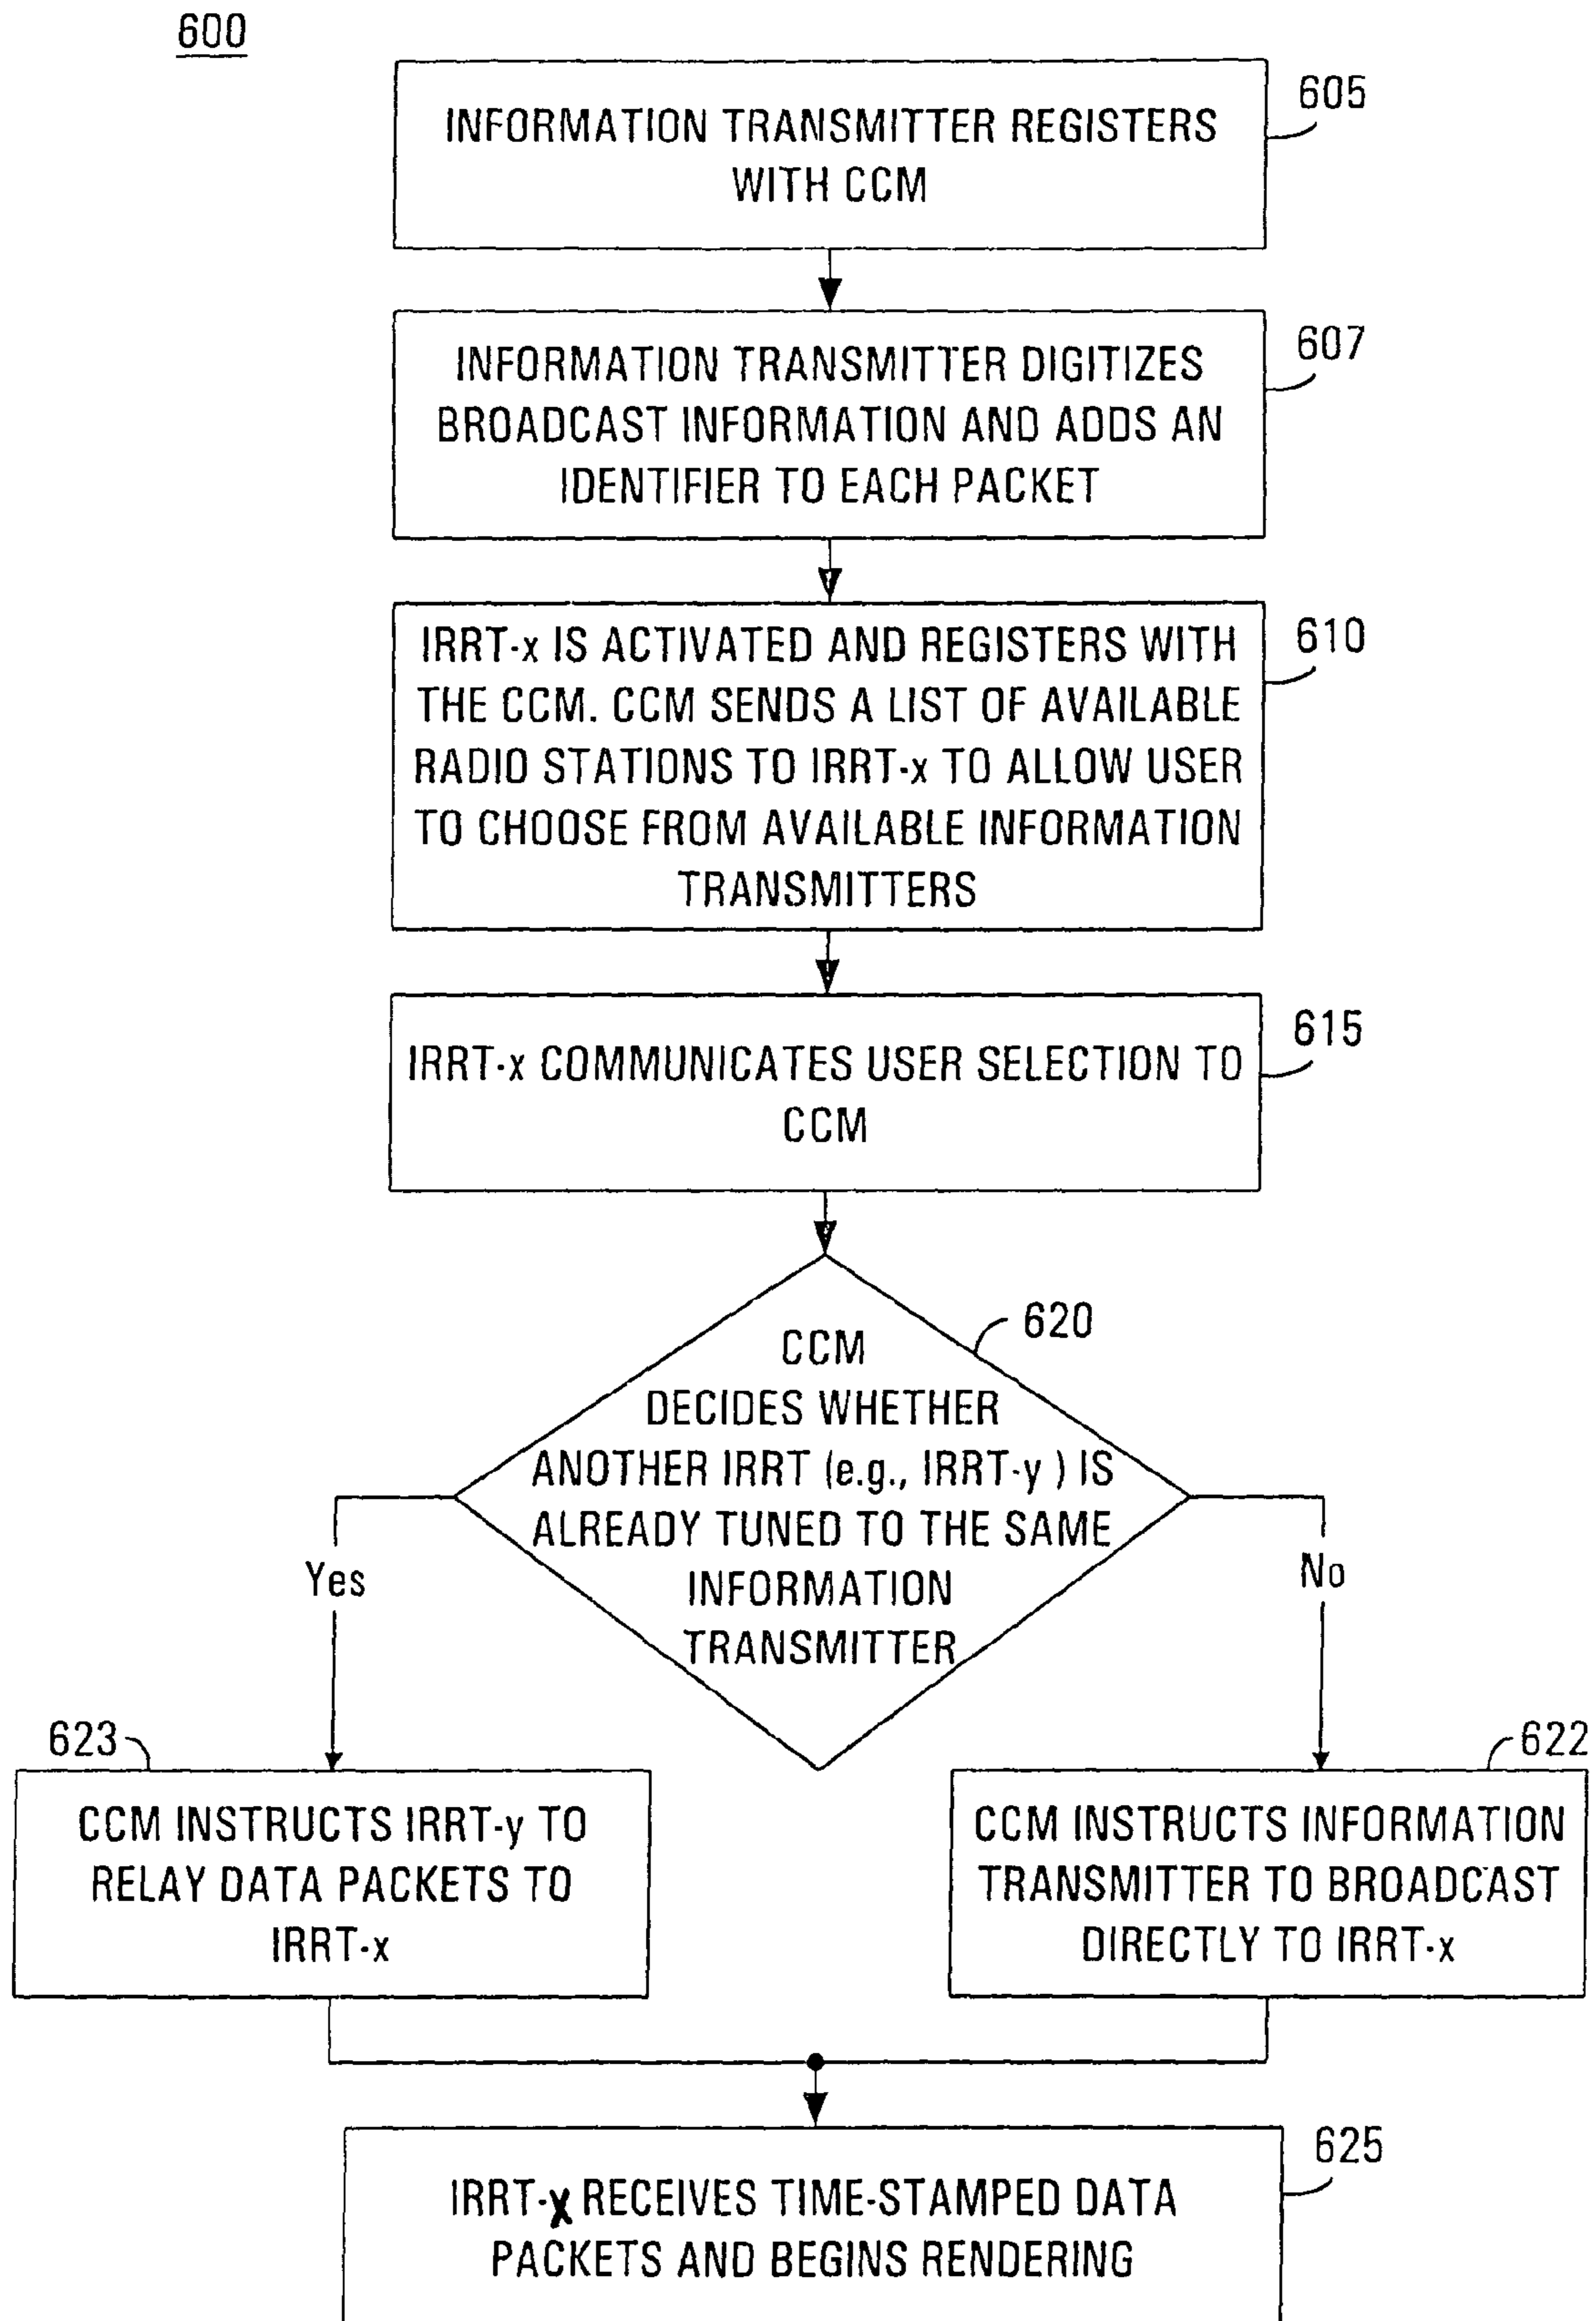 600
605
INFORMATION TRANSMITTER REGISTERS
WITH CCM
607
INFORMATION TRANSMITTER DIGITIZES
BROADCAST INFORMATION AND ADDS AN
IDENTIFIER TO EACH PACKET
610
IRRT-x IS ACTIVATED AND REGISTERS WITH
THE CCM. CCM SENDS A LIST OF AVAILABLE
RADIO STATIONS TO IRRT-x TO ALLOW USER
TO CHOOSE FROM AVAILABLE INFORMATION
TRANSMITTERS
615
IRRT-x COMMUNICATES USER SELECTION TO
CCM
620
CCM
DECIDES WHETHER
ANOTHER IRRT (e.g., IRRT-y ) IS
ALREADY TUNED TO THE SAME
INFORMATION
TRANSMITTER
Yes
No
623
CCM INSTRUCTS IRRT-y TO
RELAY DATA PACKETS TO
IRRT-x
622
CCM INSTRUCTS INFORMATION
TRANSMITTER TO BROADCAST
DIRECTLY TO IRRT-x
625
IRRT-x RECEIVES TIME-STAMPED DATA
PACKETS AND BEGINS RENDERING